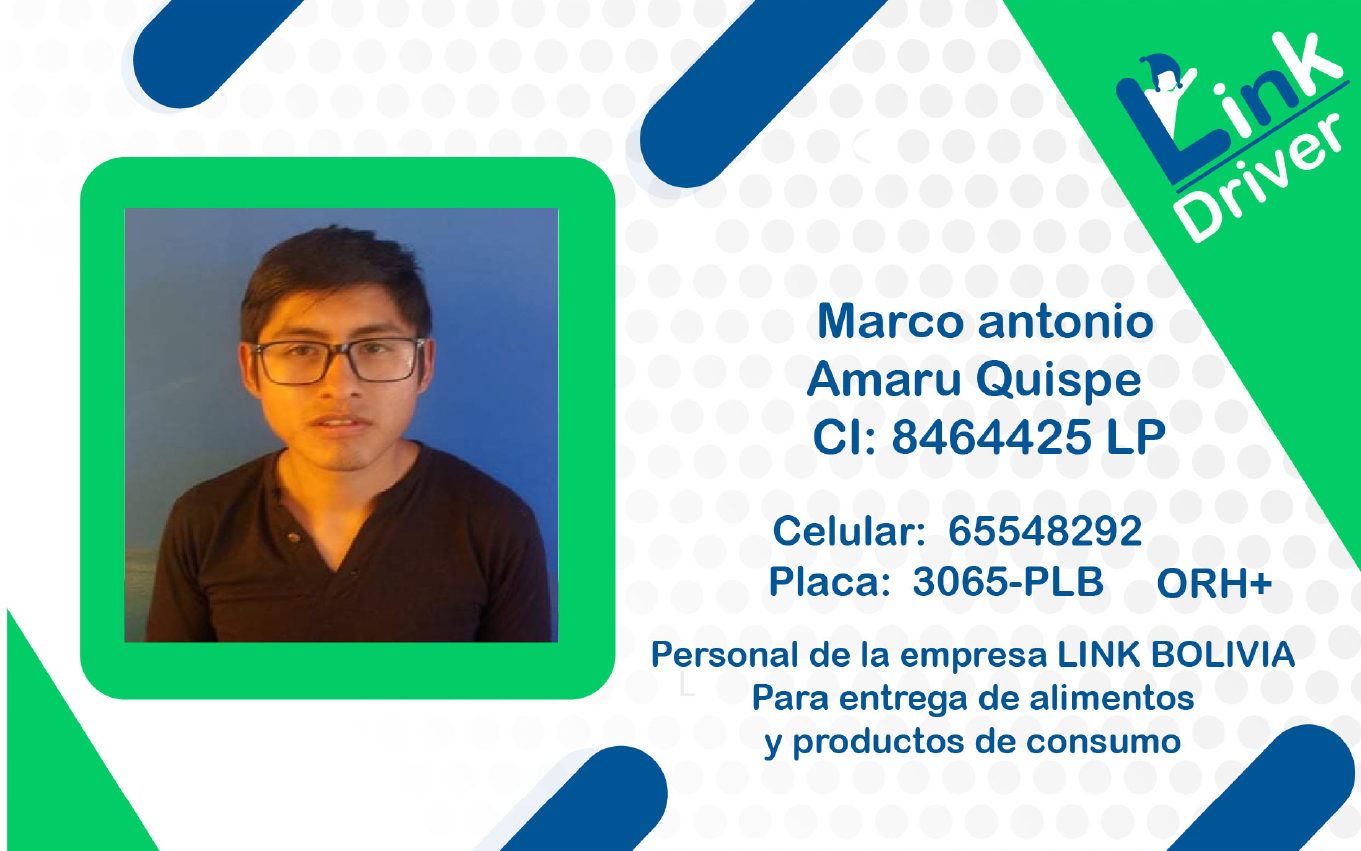 Link
Driver
Marco antonio
Amaru Quispe
CI: 8464425 LP
Celular: 65548292
Placa: 3065-PLB ORH+
Personal de la empresa LINK BOLIVIA
L
Para entrega de alimentos
y productos de consumo